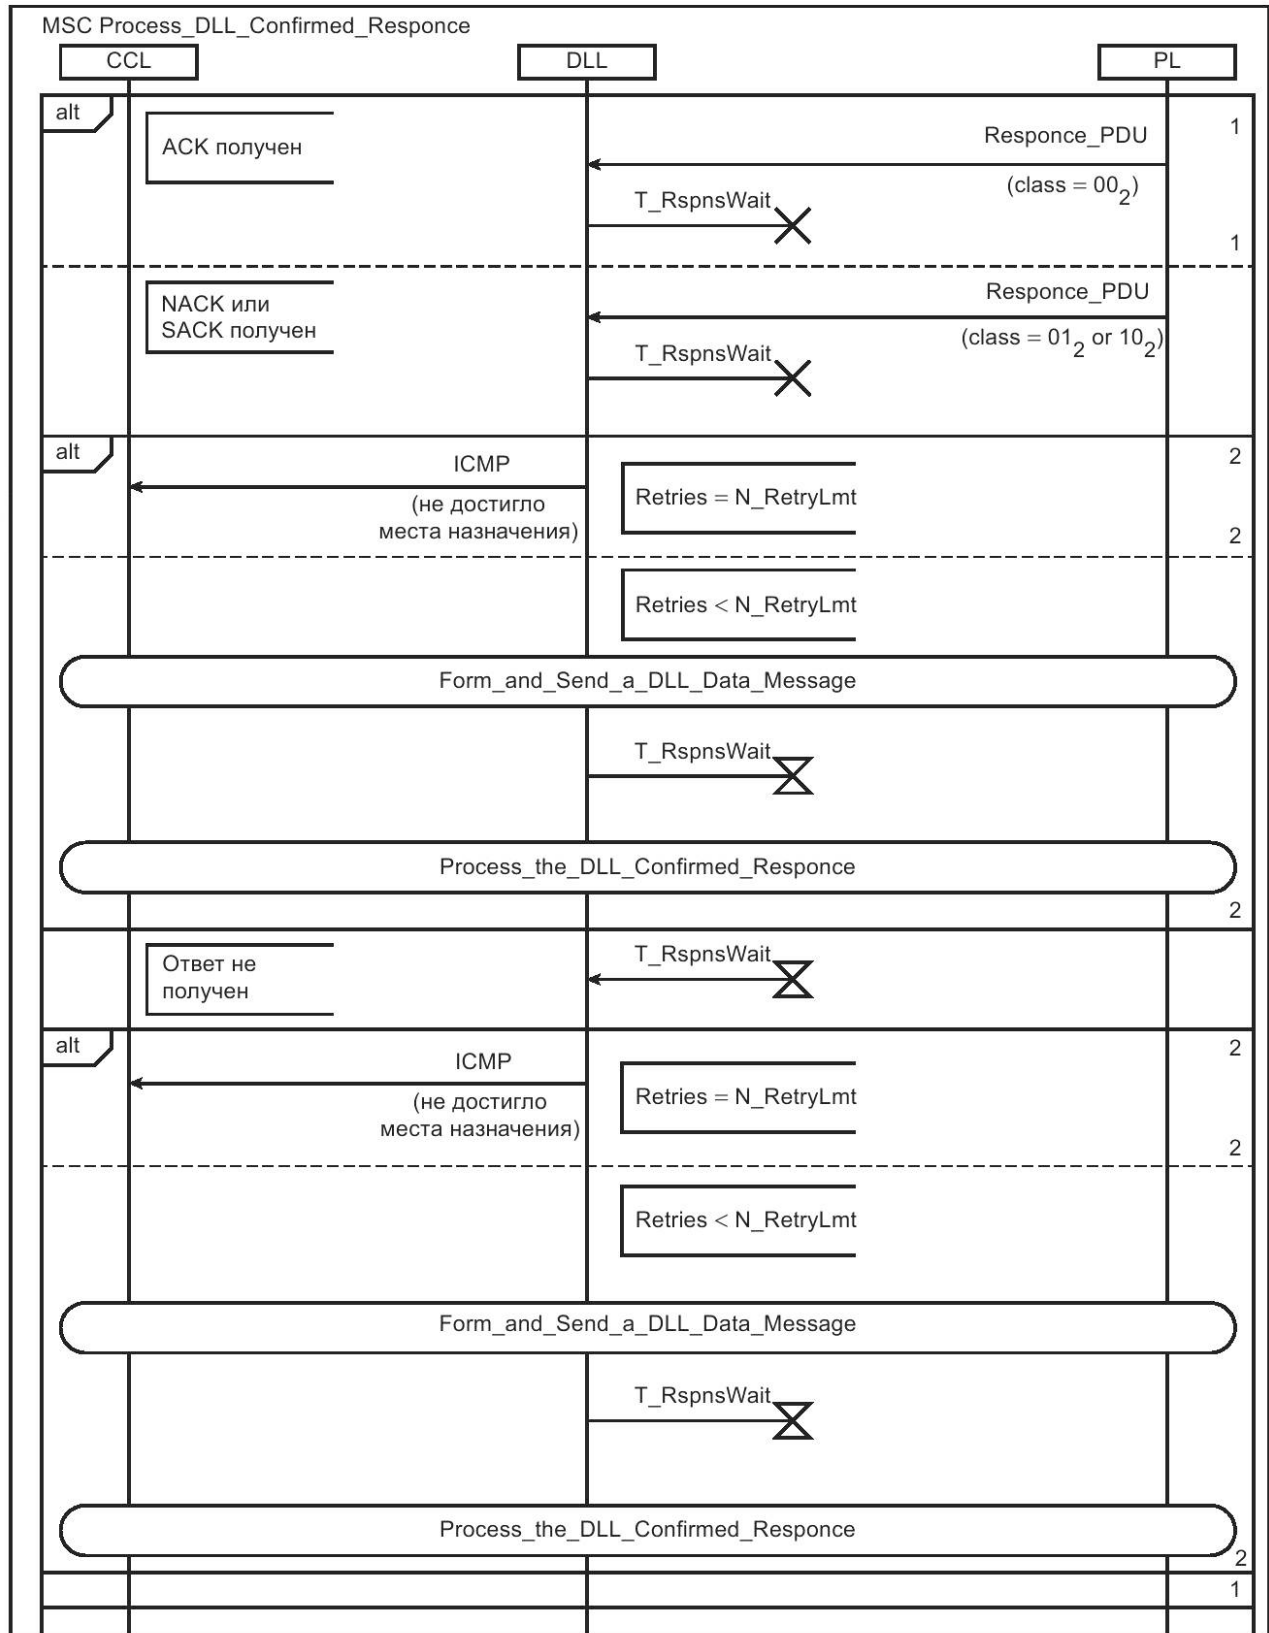 MSC Process_DLL_Confirmed_Responce
CCL
DLL
PL
alt
1
ACK получен
Responce_PDU
(class = 00₂)
T_RspnsWait
1
NACK или
SACK получен
Responce_PDU
(class = 01₂ or 10₂)
T_RspnsWait
alt
2
ICMP
(не достигло
места назначения)
Retries = N_RetryLmt
2
Retries < N_RetryLmt
Form_and_Send_a_DLL_Data_Message
T_RspnsWait
Process_the_DLL_Confirmed_Responce
2
Ответ не
получен
T_RspnsWait
alt
2
ICMP
(не достигло
места назначения)
Retries = N_RetryLmt
2
Retries < N_RetryLmt
Form_and_Send_a_DLL_Data_Message
T_RspnsWait
Process_the_DLL_Confirmed_Responce
2
1